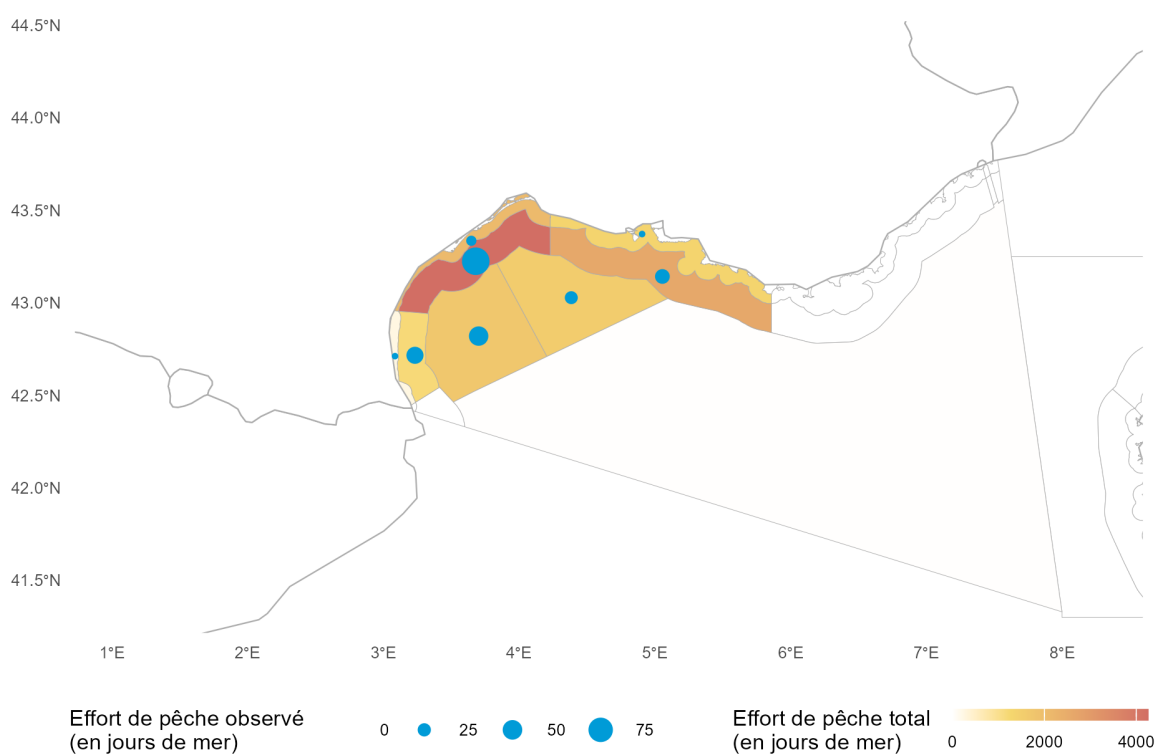 44.5°N
44.0°N
43.5°N
43.0°N
42.5°N
42.0°N
41.5°N
1°E 2°E 3°E 4°E 5°E 6°E 7°E 8°E
Effort de pêche observé
(en jours de mer)
0 25 50 75
Effort de pêche total
(en jours de mer)
0 2000 4000